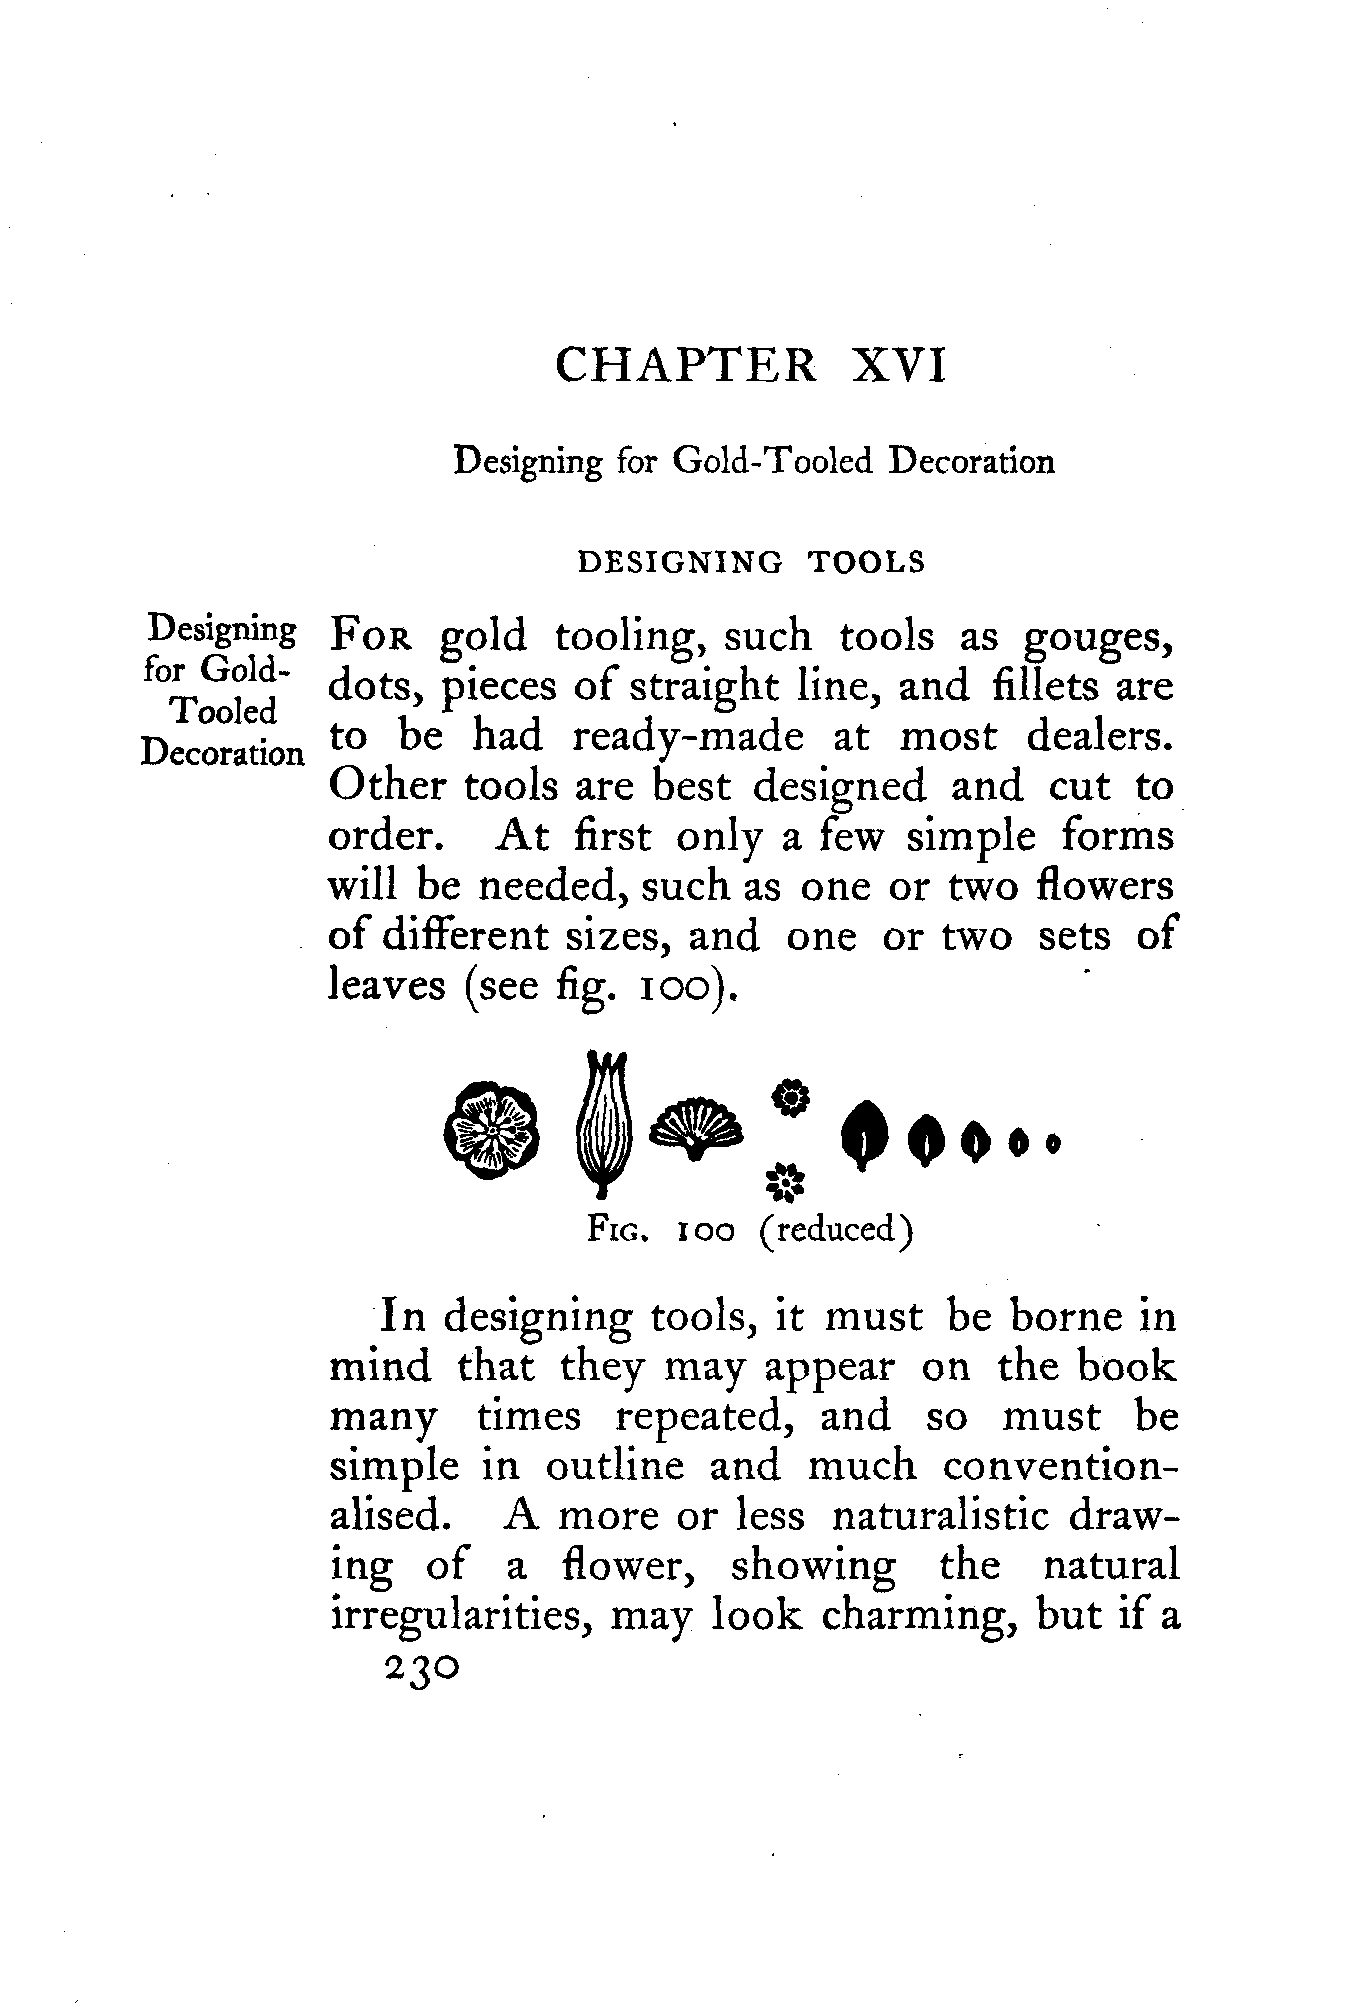 CHAPTER XVI
Designing for Gold-Tooled Decoration
DESIGNING TOOLS
Designing
for Gold-
Tooled
Decoration
FOR gold tooling, such tools as gouges,
dots, pieces of straight line, and fillets are
to be had ready-made at most dealers.
Other tools are best designed and cut to
order. At first only a few simple forms
will be needed, such as one or two flowers
of different sizes, and one or two sets of
leaves (see fig. 100).
FIG. 100 (reduced)
In designing tools, it must be borne in
mind that they may appear on the book
many times repeated, and so must be
simple in outline and much convention-
alised. A more or less naturalistic draw-
ing of a flower, showing the natural
irregularities, may look charming, but if a
230